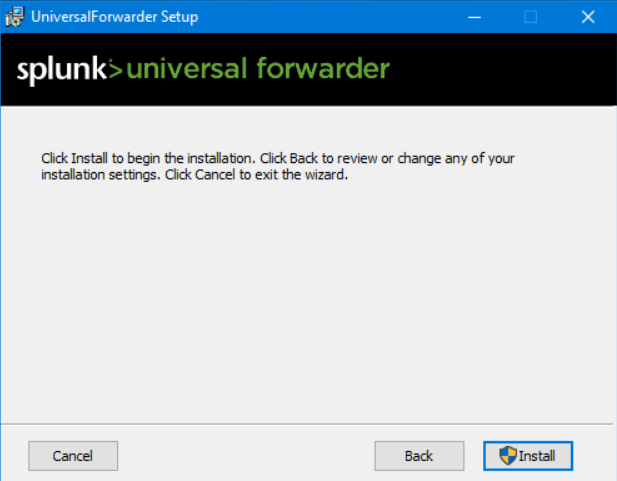 UniversalForwarder Setup
splunk>universal forwarder
Click Install to begin the installation. Click Back to review or change any of your
installation settings. Click Cancel to exit the wizard.
Cancel
Back
Install